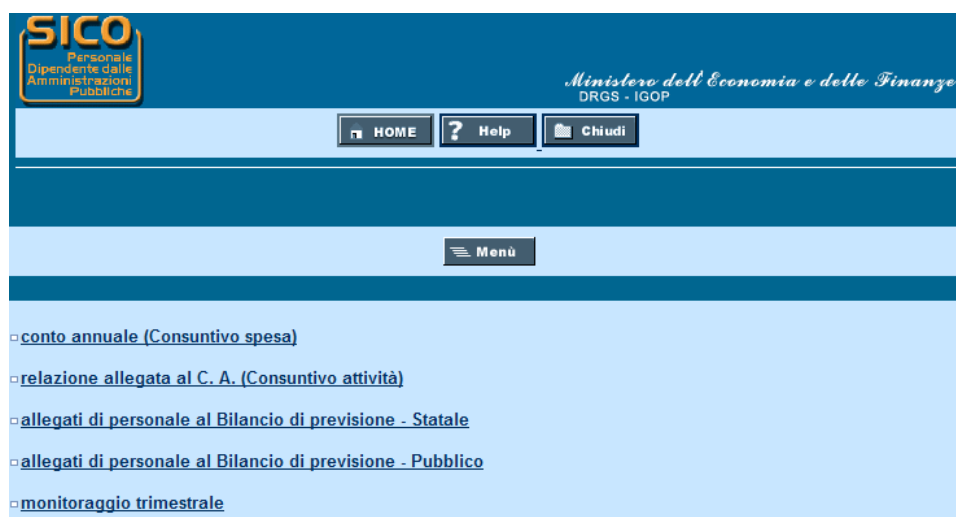 SICO
Personale
Dipendente dalle
Amministrazioni
Pubbliche
Ministero dell'Economia e delle Finanze
DRGS - IGOP
HOME
? Help
Chiudi
Menù
conto annuale (Consuntivo spesa)
relazione allegata al C. A. (Consuntivo attività)
allegati di personale al Bilancio di previsione - Statale
allegati di personale al Bilancio di previsione - Pubblico
monitoraggio trimestrale